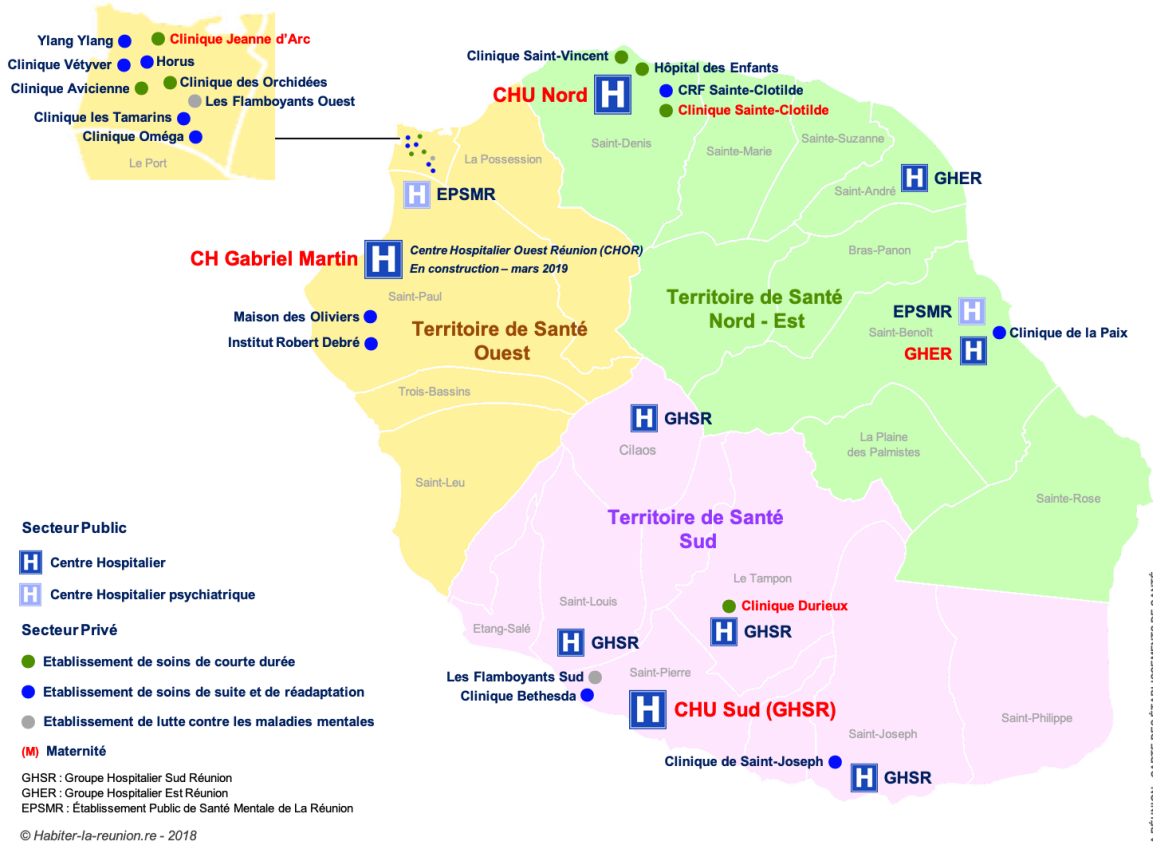 Ylang Ylang
Clinique Jeanne d'Arc
Clinique Vétyver
Horus
Clinique Avicienne
Clinique des Orchidées
Les Flamboyants Ouest
Clinique les Tamarins
Clinique Oméga
Le Port
Clinique Saint-Vincent
Hôpital des Enfants
CHU Nord
H
CRF Sainte-Clotilde
Clinique Sainte-Clotilde
Saint-Denis
Sainte-Marie
Sainte-Suzanne
La Possession
Saint-André
H
GHER
H
EPSMR
Bras-Panon
CH Gabriel Martin
H
Centre Hospitalier Ouest Réunion (CHOR)
En construction – mars 2019
Saint-Paul
Territoire de Santé
Nord - Est
Maison des Oliviers
Territoire de Santé
Ouest
Institut Robert Debré
EPSMR
H
Saint-Benoît
Clinique de la Paix
GHER
H
Trois-Bassins
H
GHSR
Cilaos
La Plaine
des Palmistes
Saint-Leu
Sainte-Rose
Territoire de Santé
Sud
Le Tampon
Clinique Durieux
H
GHSR
Saint-Louis
Etang-Salé
H
GHSR
Les Flamboyants Sud
Clinique Bethesda
Saint-Pierre
H
CHU Sud (GHSR)
Saint-Philippe
Saint-Joseph
Clinique de Saint-Joseph
H
GHSR
Secteur Public
H
Centre Hospitalier
H
Centre Hospitalier psychiatrique
Secteur Privé
Etablissement de soins de courte durée
Etablissement de soins de suite et de réadaptation
Etablissement de lutte contre les maladies mentales
(M) Maternité
GHSR : Groupe Hospitalier Sud Réunion
GHER : Groupe Hospitalier Est Réunion
EPSMR : Établissement Public de Santé Mentale de La Réunion
© Habiter-la-reunion.re - 2018